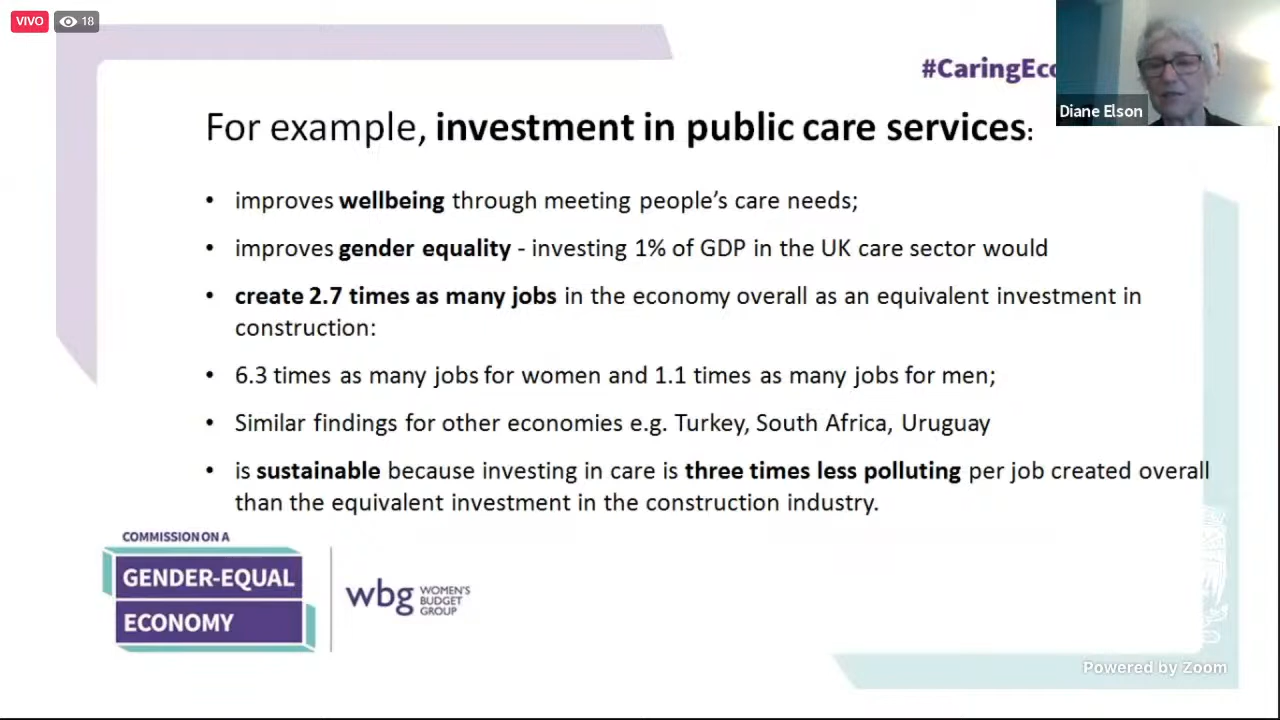 VIVO 18
#CaringEco
Diane Elson
For example, investment in public care services:
• improves wellbeing through meeting people’s care needs;
• improves gender equality - investing 1% of GDP in the UK care sector would
• create 2.7 times as many jobs in the economy overall as an equivalent investment in
construction:
• 6.3 times as many jobs for women and 1.1 times as many jobs for men;
• Similar findings for other economies e.g. Turkey, South Africa, Uruguay
• is sustainable because investing in care is three times less polluting per job created overall
than the equivalent investment in the construction industry.
COMMISSION ON A
GENDER-EQUAL
ECONOMY
wbg WOMEN'S
BUDGET
GROUP
Powered by Zoom